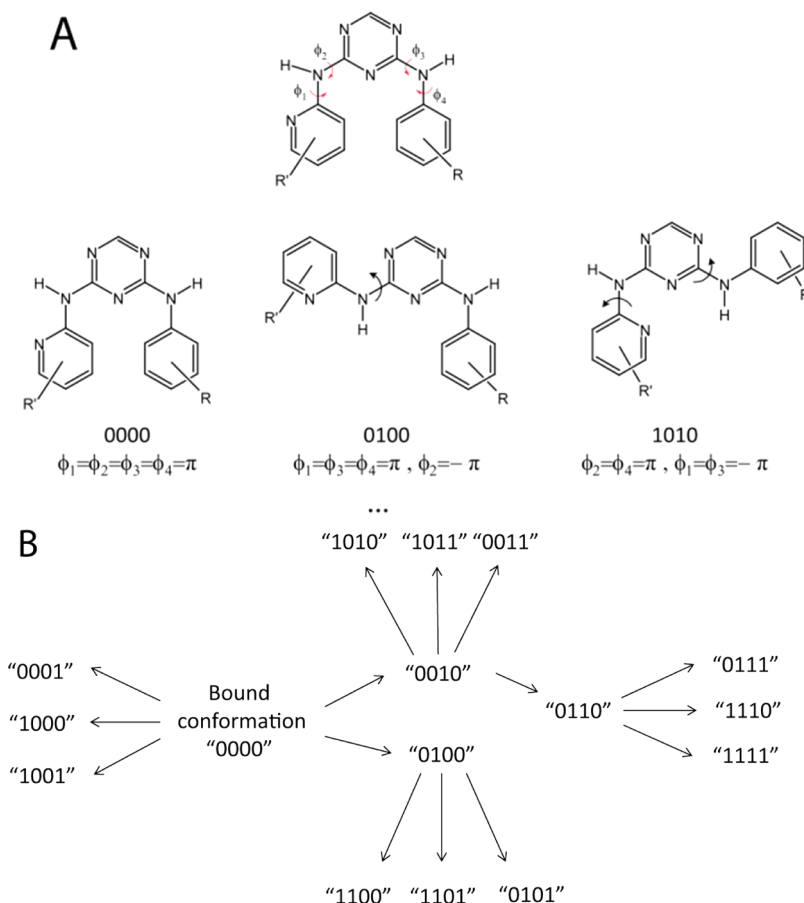 A
N
N
N
H
N
N
H
N
ϕ₂
ϕ₃
ϕ₁
ϕ₄
R'
R
N
N
N
H
N
N
H
N
R'
R
0000
ϕ₁=ϕ₂=ϕ₃=ϕ₄=π
N
N
N
N
N
H
N
H
R'
R
0100
ϕ₁=ϕ₃=ϕ₄=π , ϕ₂=− π
N
N
N
H
N
N
H
N
R'
R
1010
ϕ₂=ϕ₄=π , ϕ₁=ϕ₃=− π
...
B
"1010" "1011" "0011"
"0001"
"1000"
"1001"
Bound
conformation
"0000"
"0010"
"0100"
"0110"
"0111"
"1110"
"1111"
"1100" "1101" "0101"